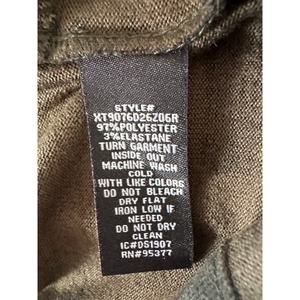 STYLE#
XT9076D26Z06R
97%POLYESTER
3%ELASTANE
TURN GARMENT
INSIDE OUT
MACHINE WASH
COLD
WITH LIKE COLORS
DO NOT BLEACH
DRY FLAT
IRON LOW IF
NEEDED
DO NOT DRY
CLEAN
IC#DS1907
RN#95377